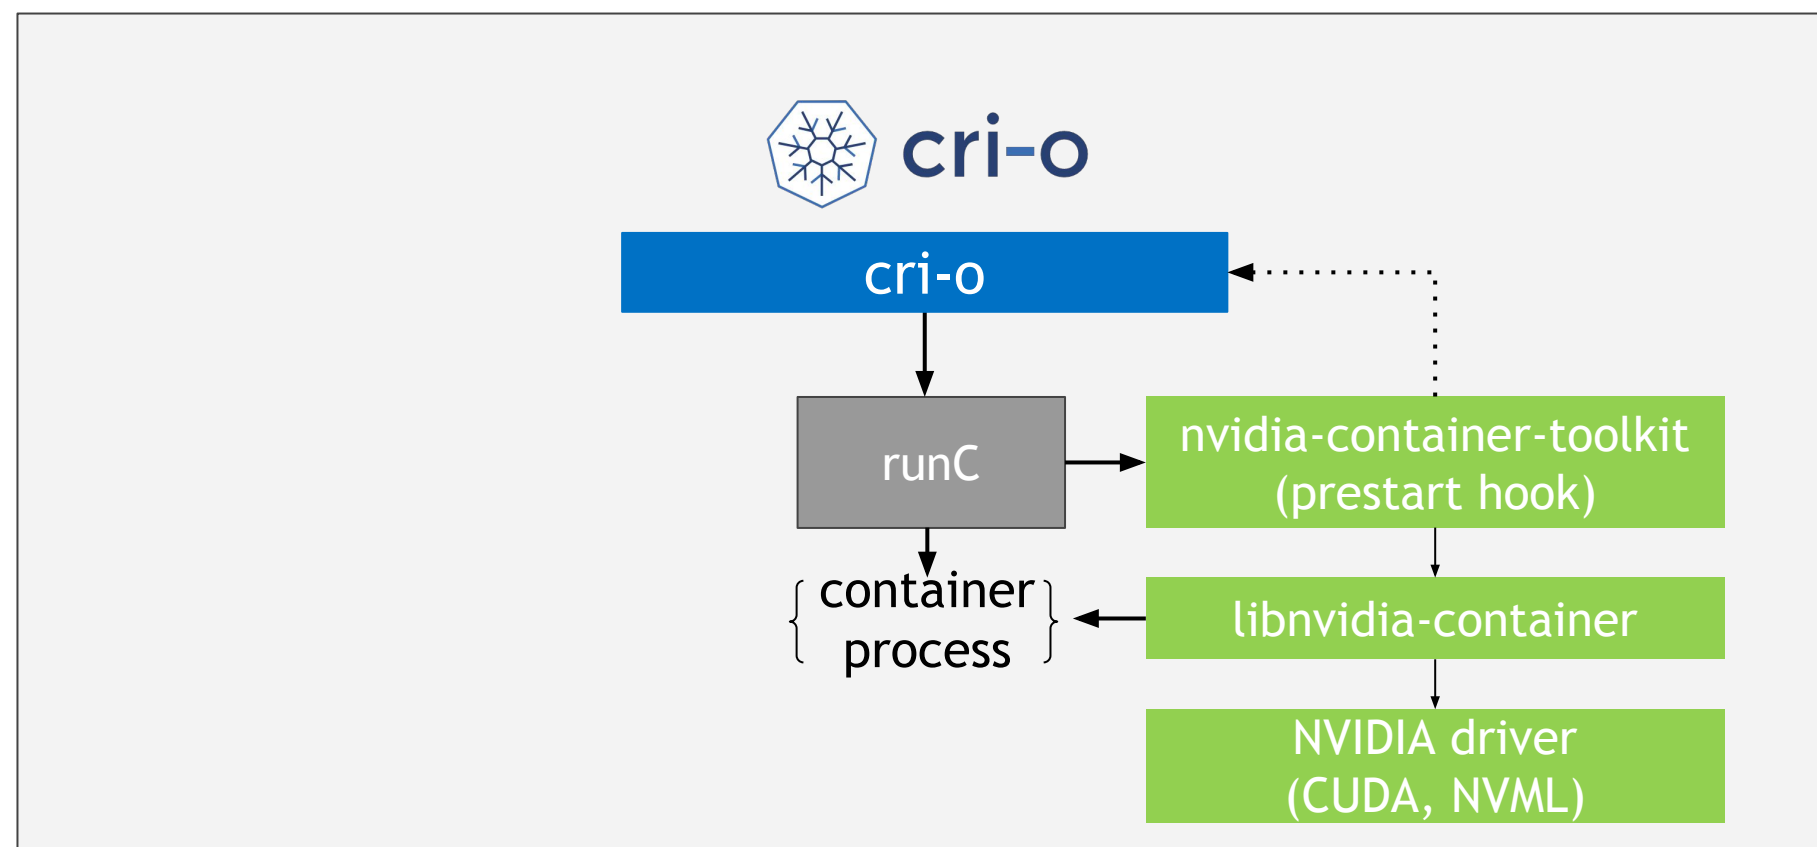 cri-o
cri-o
runC
nvidia-container-toolkit
(prestart hook)
container
process
libnvidia-container
NVIDIA driver
(CUDA, NVML)